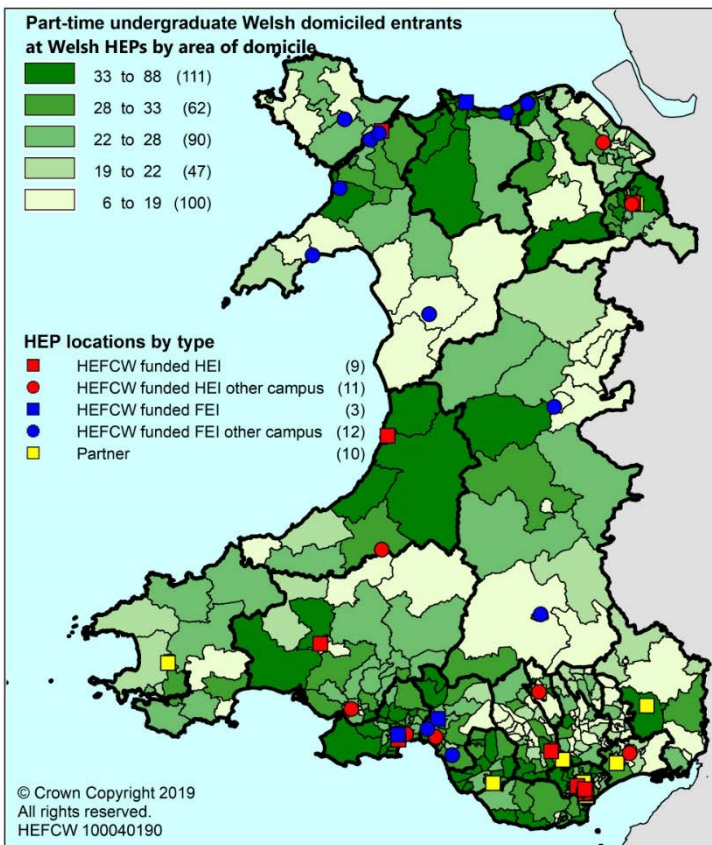 Part-time undergraduate Welsh domiciled entrants
at Welsh HEPs by area of domicile
33 to 88 (111)
28 to 33 (62)
22 to 28 (90)
19 to 22 (47)
6 to 19 (100)
HEP locations by type
HEFCW funded HEI (9)
HEFCW funded HEI other campus (11)
HEFCW funded FEI (3)
HEFCW funded FEI other campus (12)
Partner (10)
© Crown Copyright 2019
All rights reserved.
HEFCW 100040190